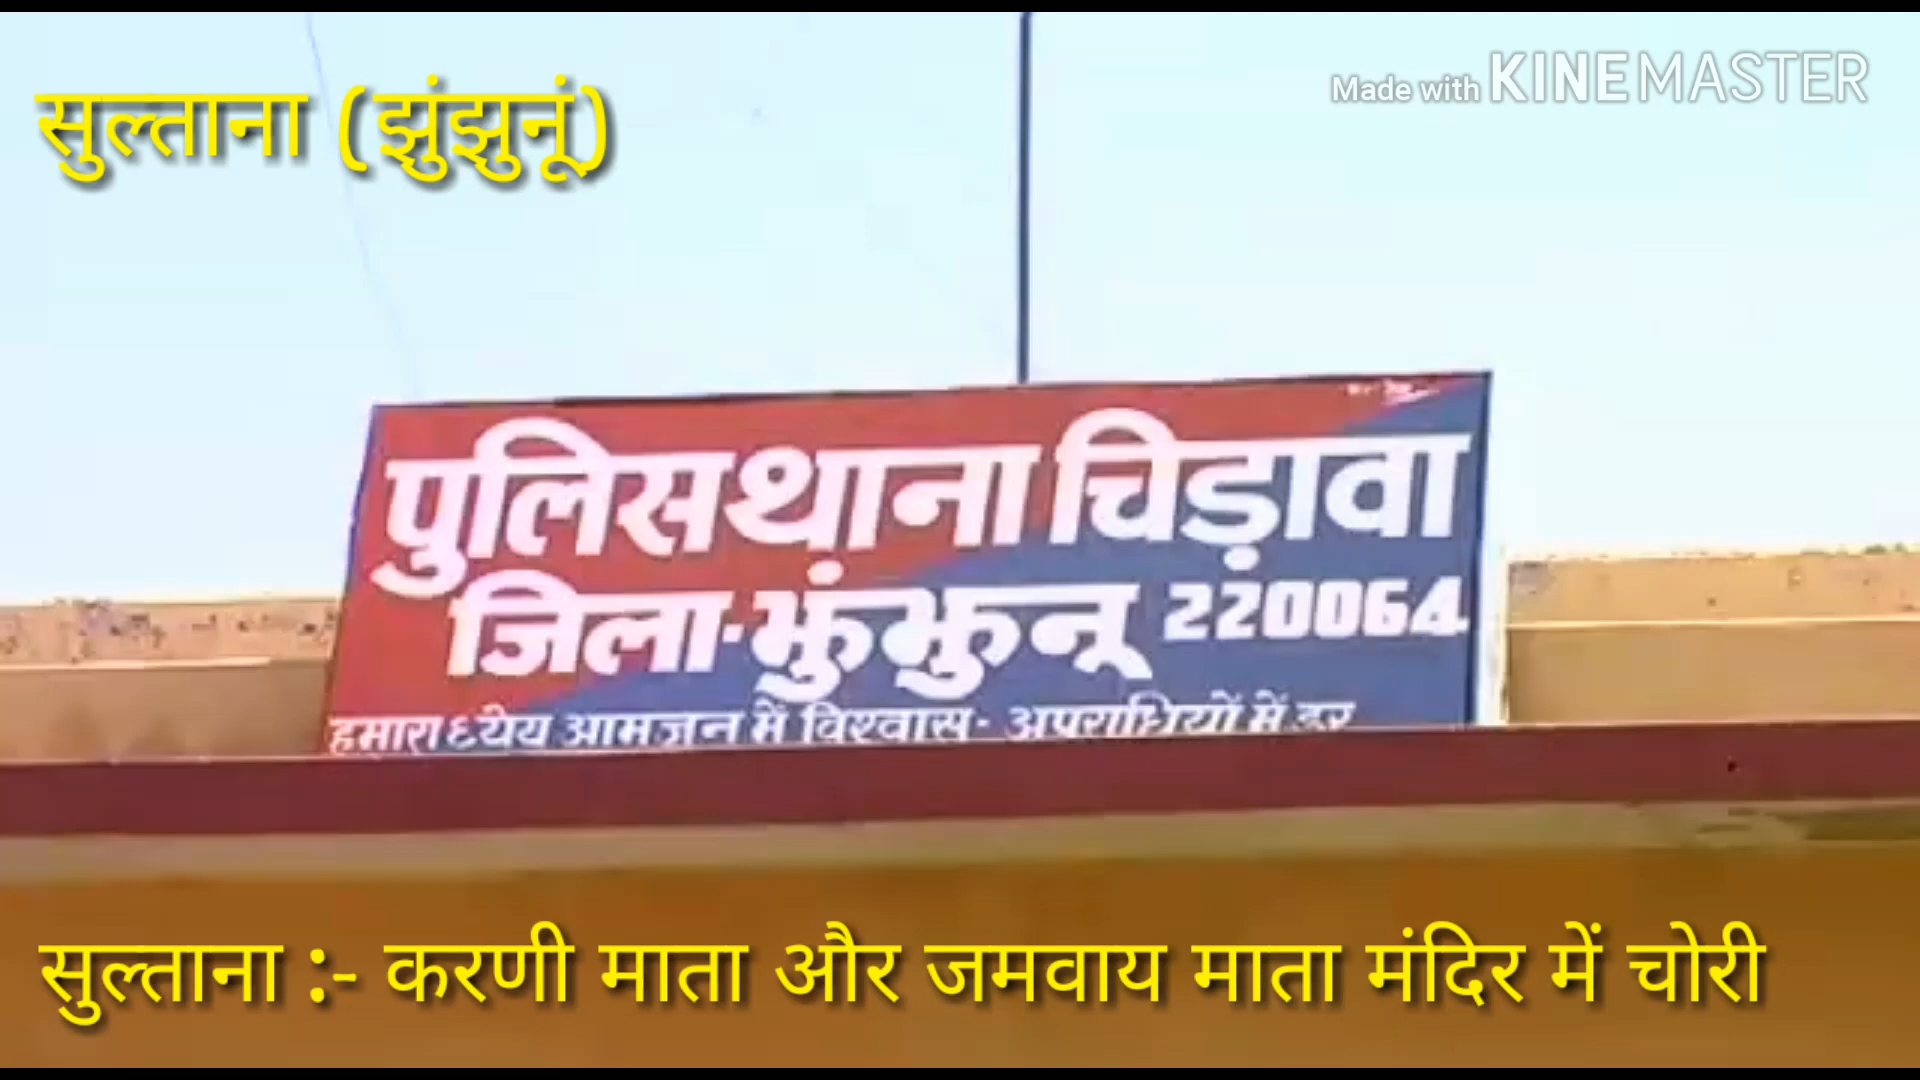 सुल्ताना (झुंझुनूं)
Made with KINEMASTER
पुलिस थाना चिड़ावा
जिला-झुंझुनू 220064
हमारा ध्येय आमजन में विश्वास- अपराधियों में डर
सुल्ताना :- करणी माता और जमवाय माता मंदिर में चोरी